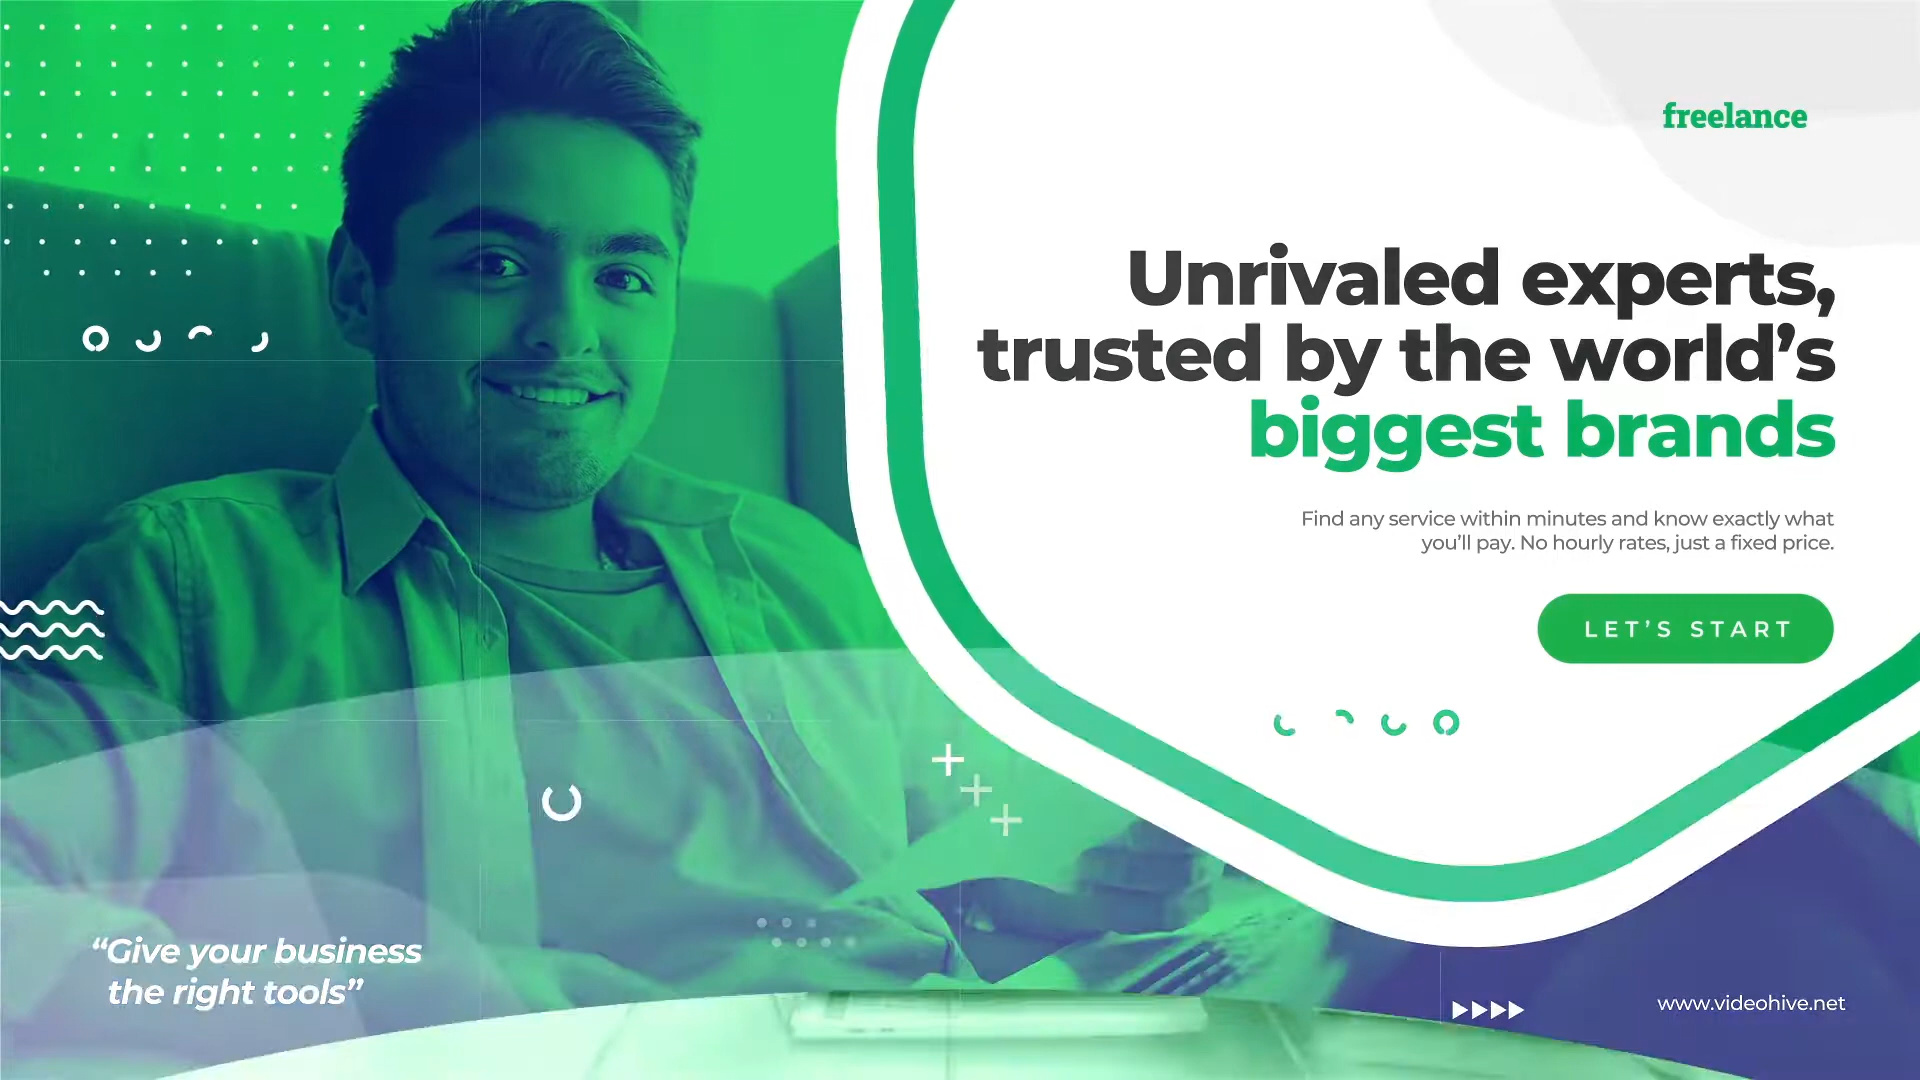 freelance
Unrivaled experts,
trusted by the world’s
biggest brands
Find any service within minutes and know exactly what
you’ll pay. No hourly rates, just a fixed price.
LET’S START
“Give your business
the right tools”
www.videohive.net